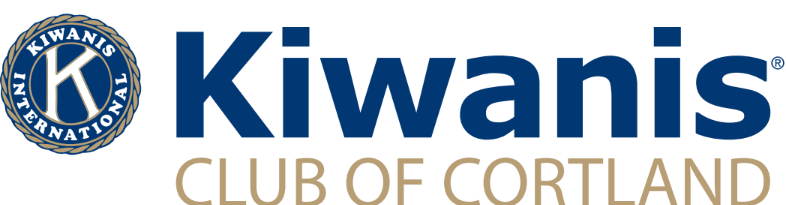 KIWANIS
K
INTERNATIONAL
Kiwanis®
CLUB OF CORTLAND